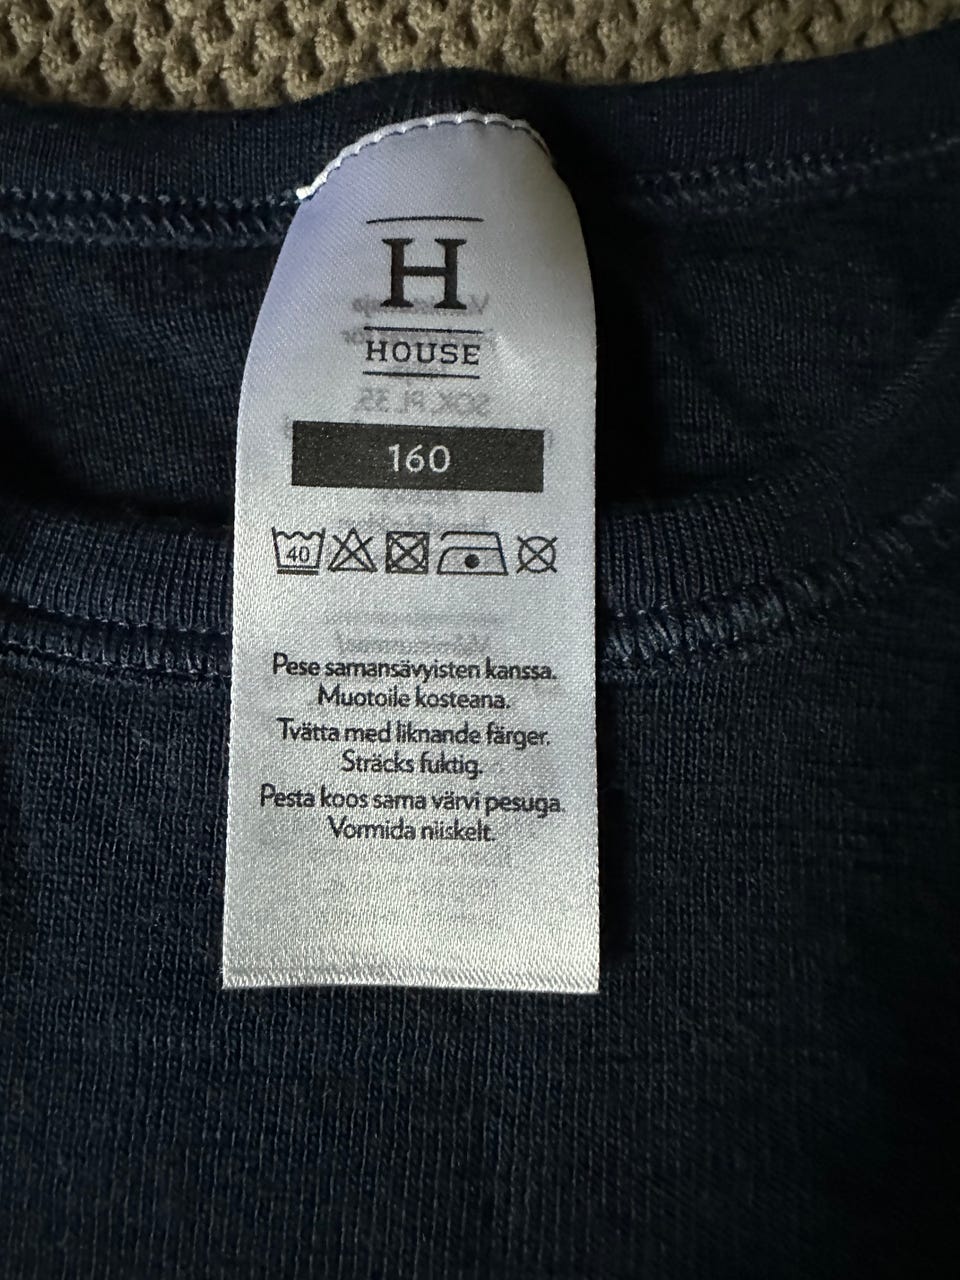 H
HOUSE
160
40
Pese samansävyisten kanssa.
Muotoile kosteana.
Tvätta med liknande färger.
Sträcks fuktig.
Pesta koos sama värvi pesuga.
Vormida niiskelt.